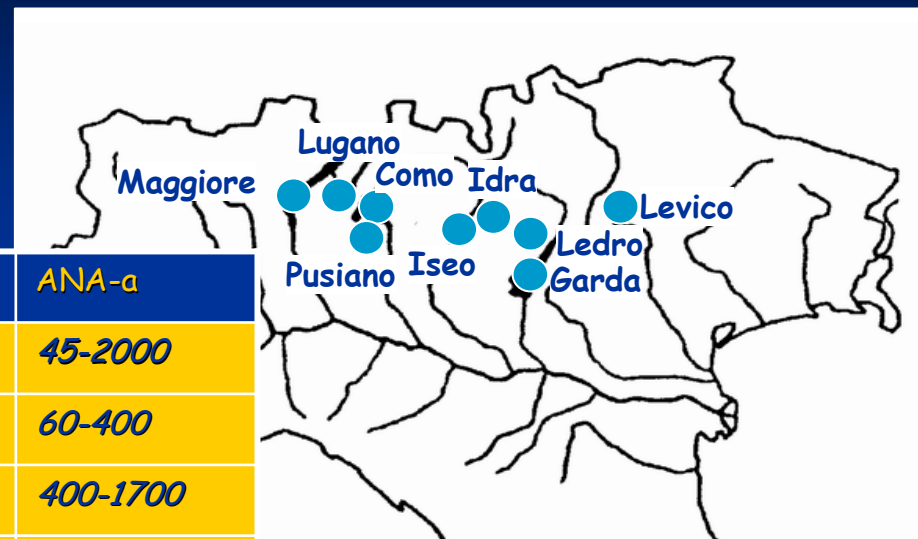 Lugano
Maggiore
Como
Idra
Levico
Ledro
Pusiano
Iseo
Garda
ANA-a
45-2000
60-400
400-1700